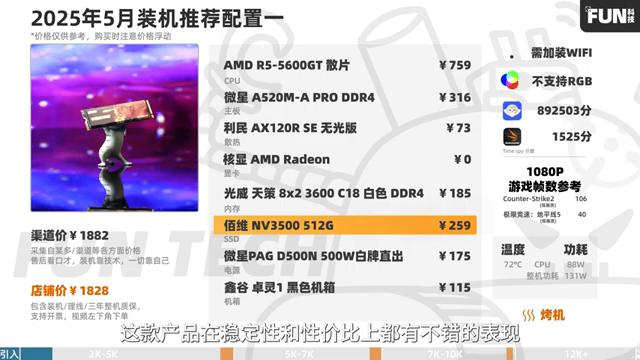 2025年5月装机推荐配置一
*价格仅供参考，购买时注意价格浮动
FUN科技
AMD R5-5600GT 散片 ¥759
CPU
微星 A520M-A PRO DDR4 ¥316
主板
利民 AX120R SE 无光版 ¥73
散热
核显 AMD Radeon ¥0
显卡
光威 天策 8x2 3600 C18 白色 DDR4 ¥185
内存
佰维 NV3500 512G ¥259
SSD
微星PAG D500N 500W白牌直出 ¥175
电源
鑫谷 卓灵1 黑色机箱 ¥115
机箱
渠道价¥1882
采集自某多/渠道等各方面价格
售后看口才，装机靠技术，一切靠自己
店铺价¥1828
包含装机/理线/三年整机质保，
支持开票，视频左下角下单
需加装WIFI
不支持RGB
892503分
1525分
Time spy 分数
1080P
游戏帧数参考
Counter-Strike2 106
(低画质)
极限竞速：地平线5 40
(低画质)
温度 功耗
72°C CPU 88W
整机功耗 131W
烤机
FUN TECH
这款产品在稳定性和性价比上都有不错的表现
引入 2K-5K 5K-7K 7K-10K 12K+